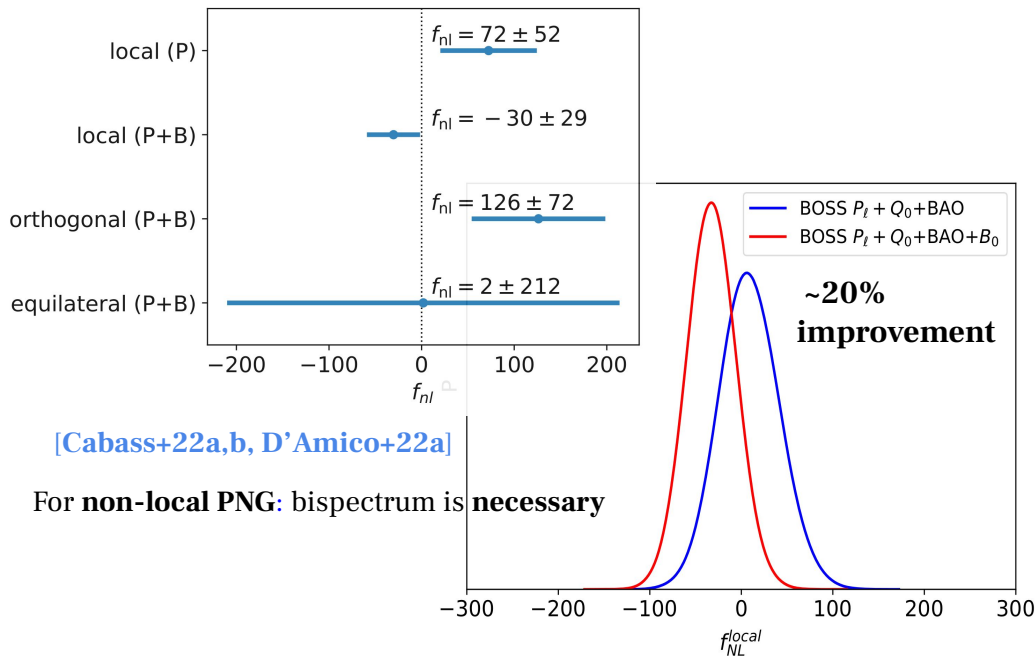 local (P)
f_nl = 72 ± 52
local (P+B)
f_nl = − 30 ± 29
orthogonal (P+B)
f_nl = 126 ± 72
equilateral (P+B)
f_nl = 2 ± 212
−200 −100 0 100 200
f_nl
P
BOSS P_ℓ + Q_0+BAO
BOSS P_ℓ + Q_0+BAO+B_0
~20%
improvement
[Cabass+22a,b, D’Amico+22a]
For non-local PNG: bispectrum is necessary
−300 −200 −100 0 100 200 300
f_NL^local